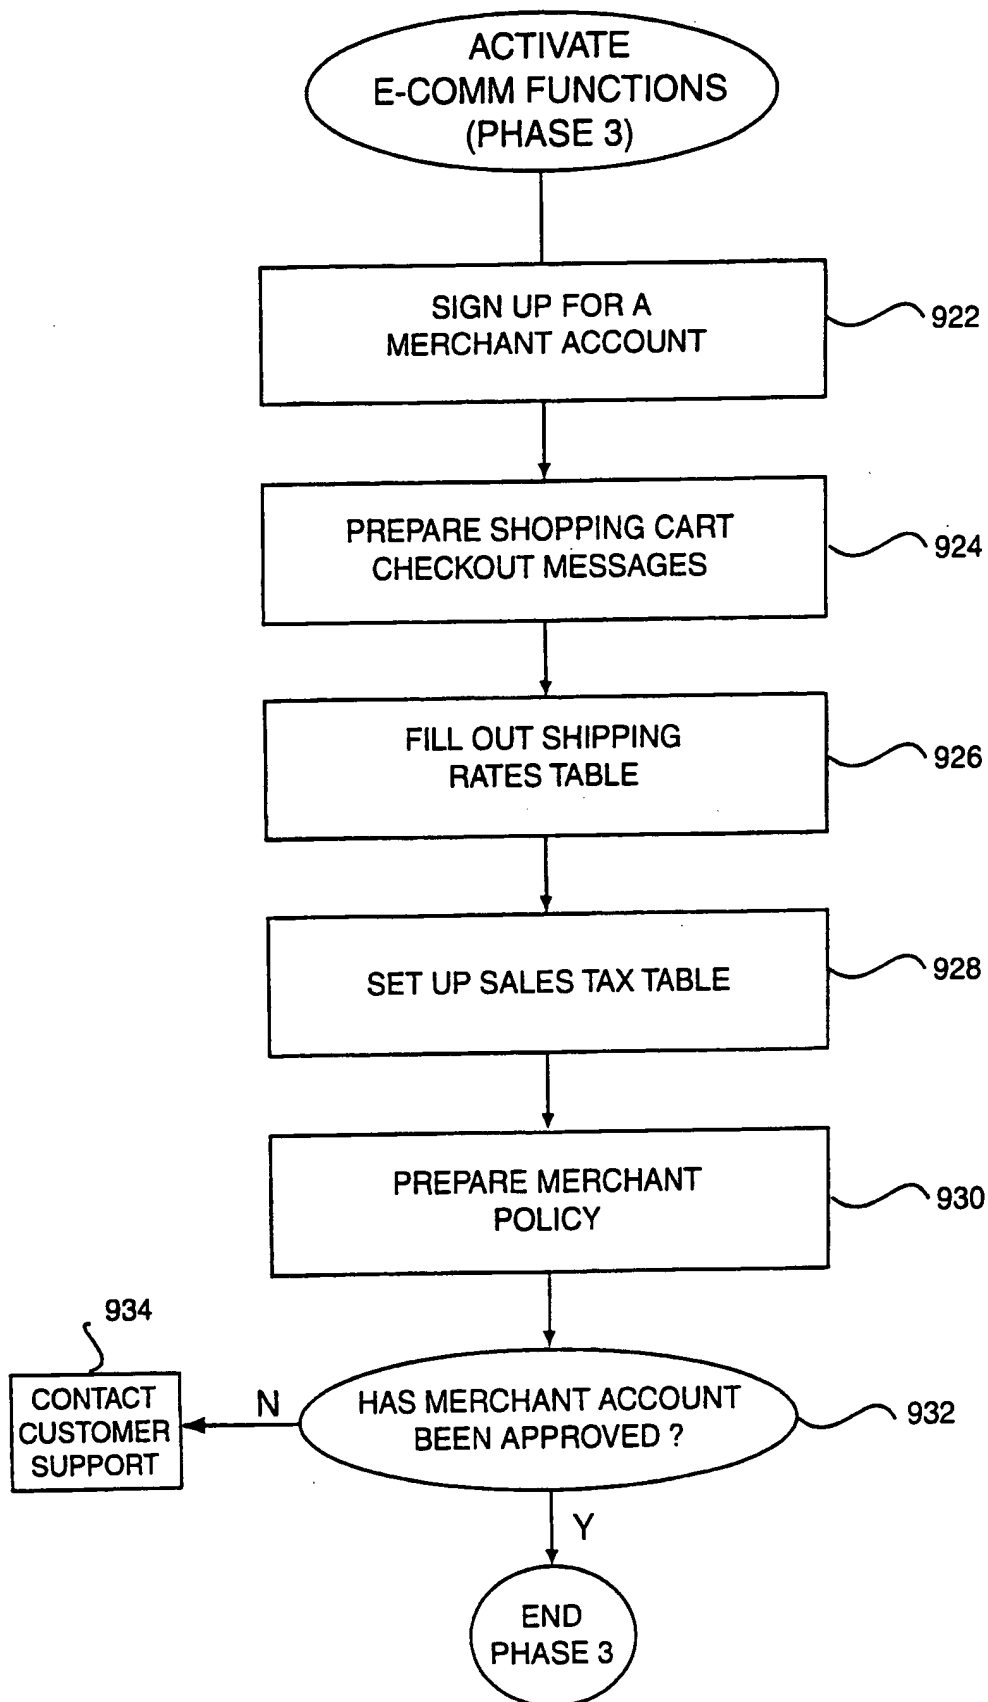 ACTIVATE
E-COMM FUNCTIONS
(PHASE 3)
SIGN UP FOR A
MERCHANT ACCOUNT
922
PREPARE SHOPPING CART
CHECKOUT MESSAGES
924
FILL OUT SHIPPING
RATES TABLE
926
SET UP SALES TAX TABLE
928
PREPARE MERCHANT
POLICY
930
934
CONTACT
CUSTOMER
SUPPORT
N
HAS MERCHANT ACCOUNT
BEEN APPROVED ?
932
Y
END
PHASE 3